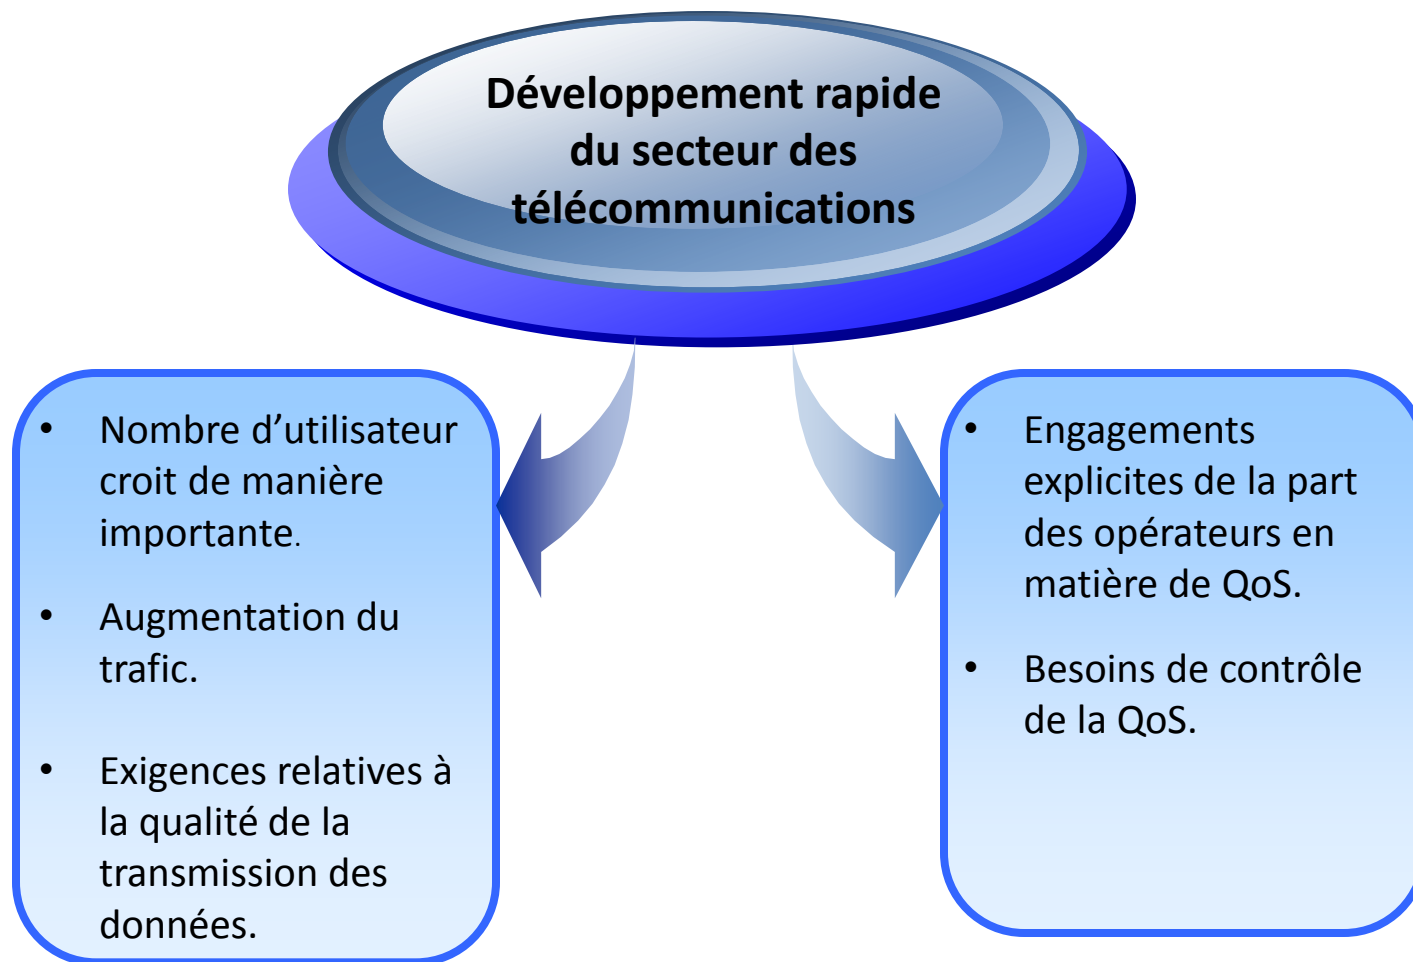 Développement rapide
du secteur des
télécommunications
• Nombre d’utilisateur
croit de manière
importante.
• Augmentation du
trafic.
• Exigences relatives à
la qualité de la
transmission des
données.
• Engagements
explicites de la part
des opérateurs en
matière de QoS.
• Besoins de contrôle
de la QoS.